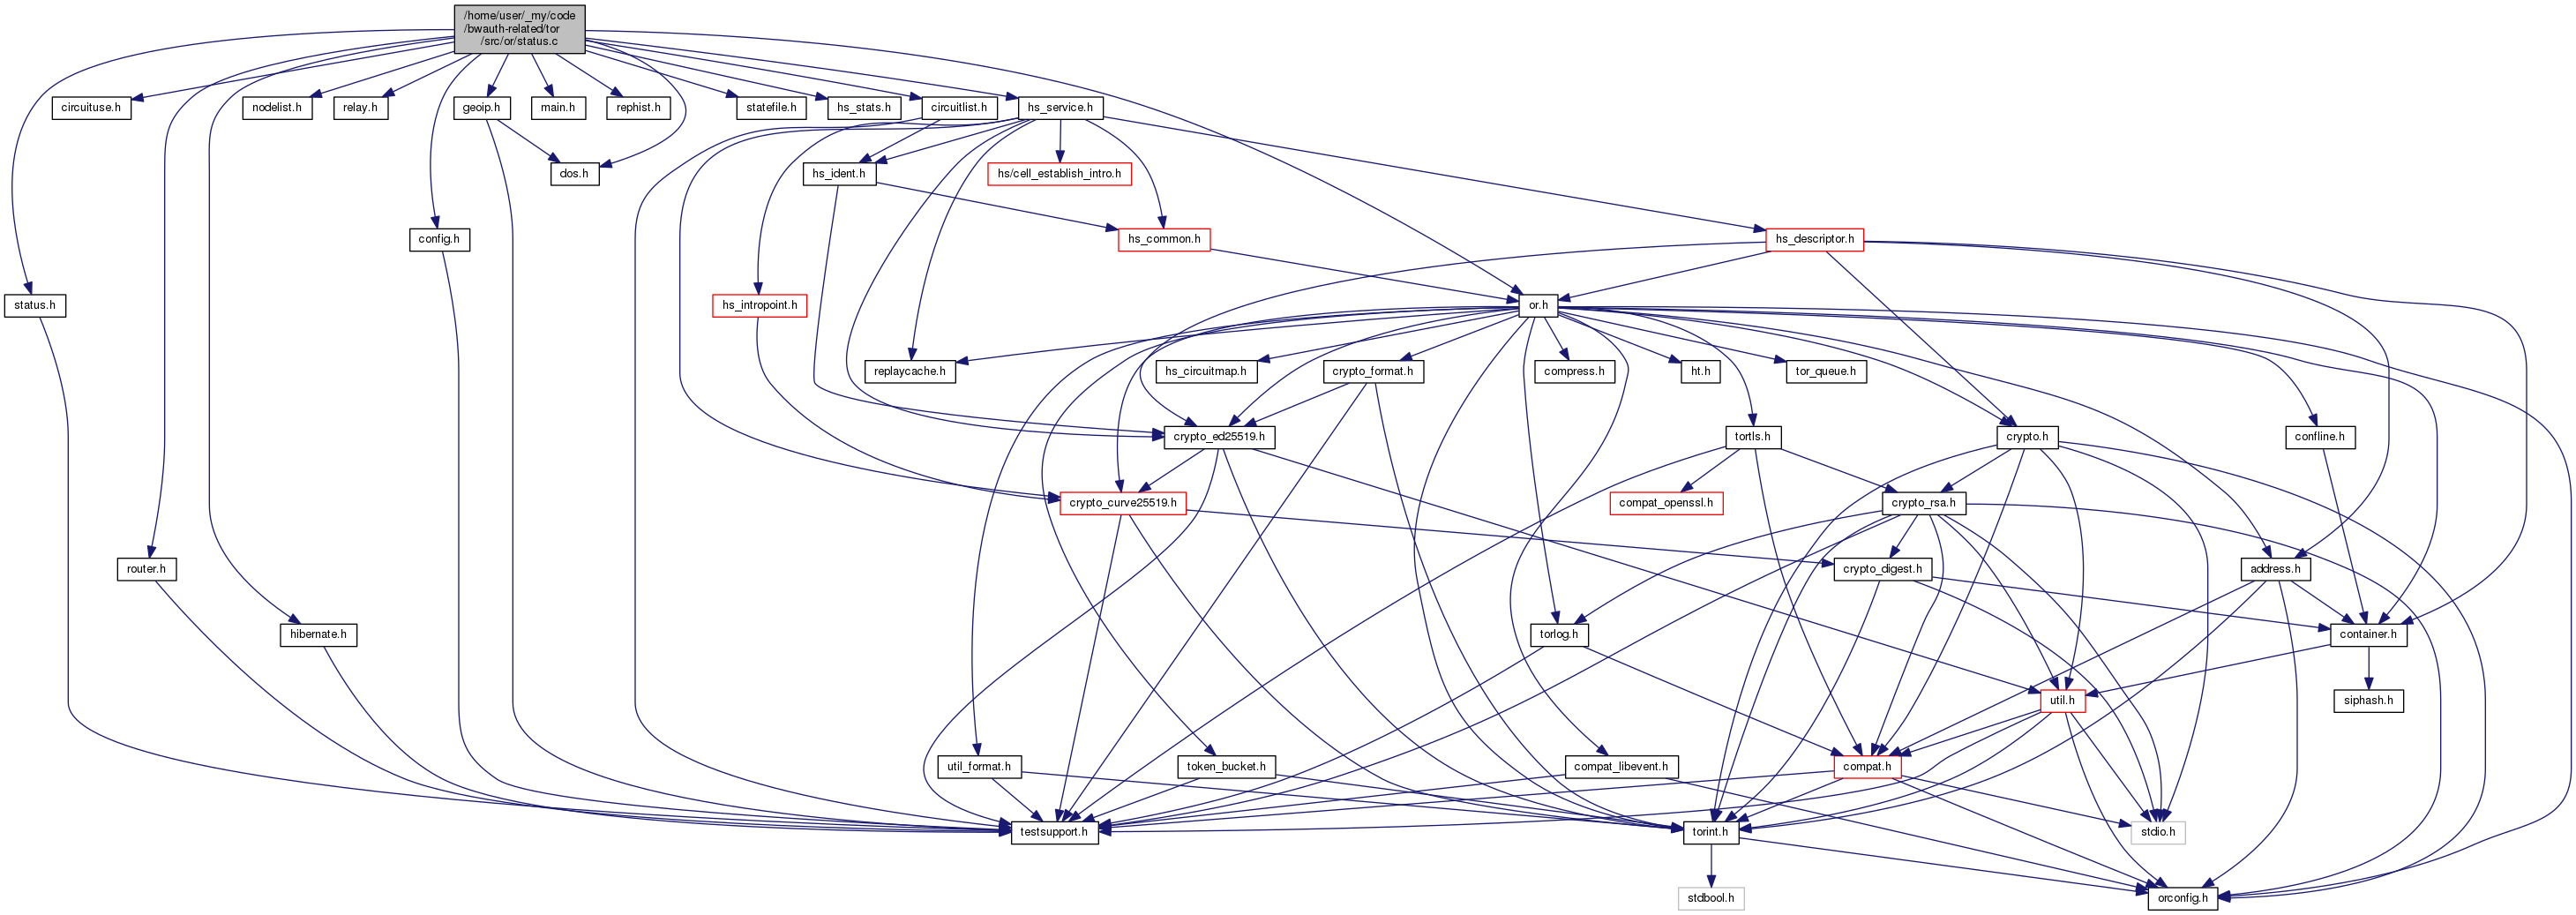 /home/user/_my/code
/bwauth-related/tor
/src/or/status.c
circuituse.h
nodelist.h
relay.h
geoip.h
main.h
rephist.h
statefile.h
hs_stats.h
circuitlist.h
hs_service.h
dos.h
hs_ident.h
hs/cell_establish_intro.h
config.h
hs_common.h
hs_descriptor.h
status.h
hs_intropoint.h
or.h
replaycache.h
hs_circuitmap.h
crypto_format.h
compress.h
ht.h
tor_queue.h
crypto_ed25519.h
tortls.h
crypto.h
confline.h
crypto_curve25519.h
compat_openssl.h
crypto_rsa.h
router.h
crypto_digest.h
address.h
hibernate.h
torlog.h
container.h
util.h
siphash.h
util_format.h
token_bucket.h
compat_libevent.h
compat.h
testsupport.h
torint.h
stdio.h
stdbool.h
orconfig.h